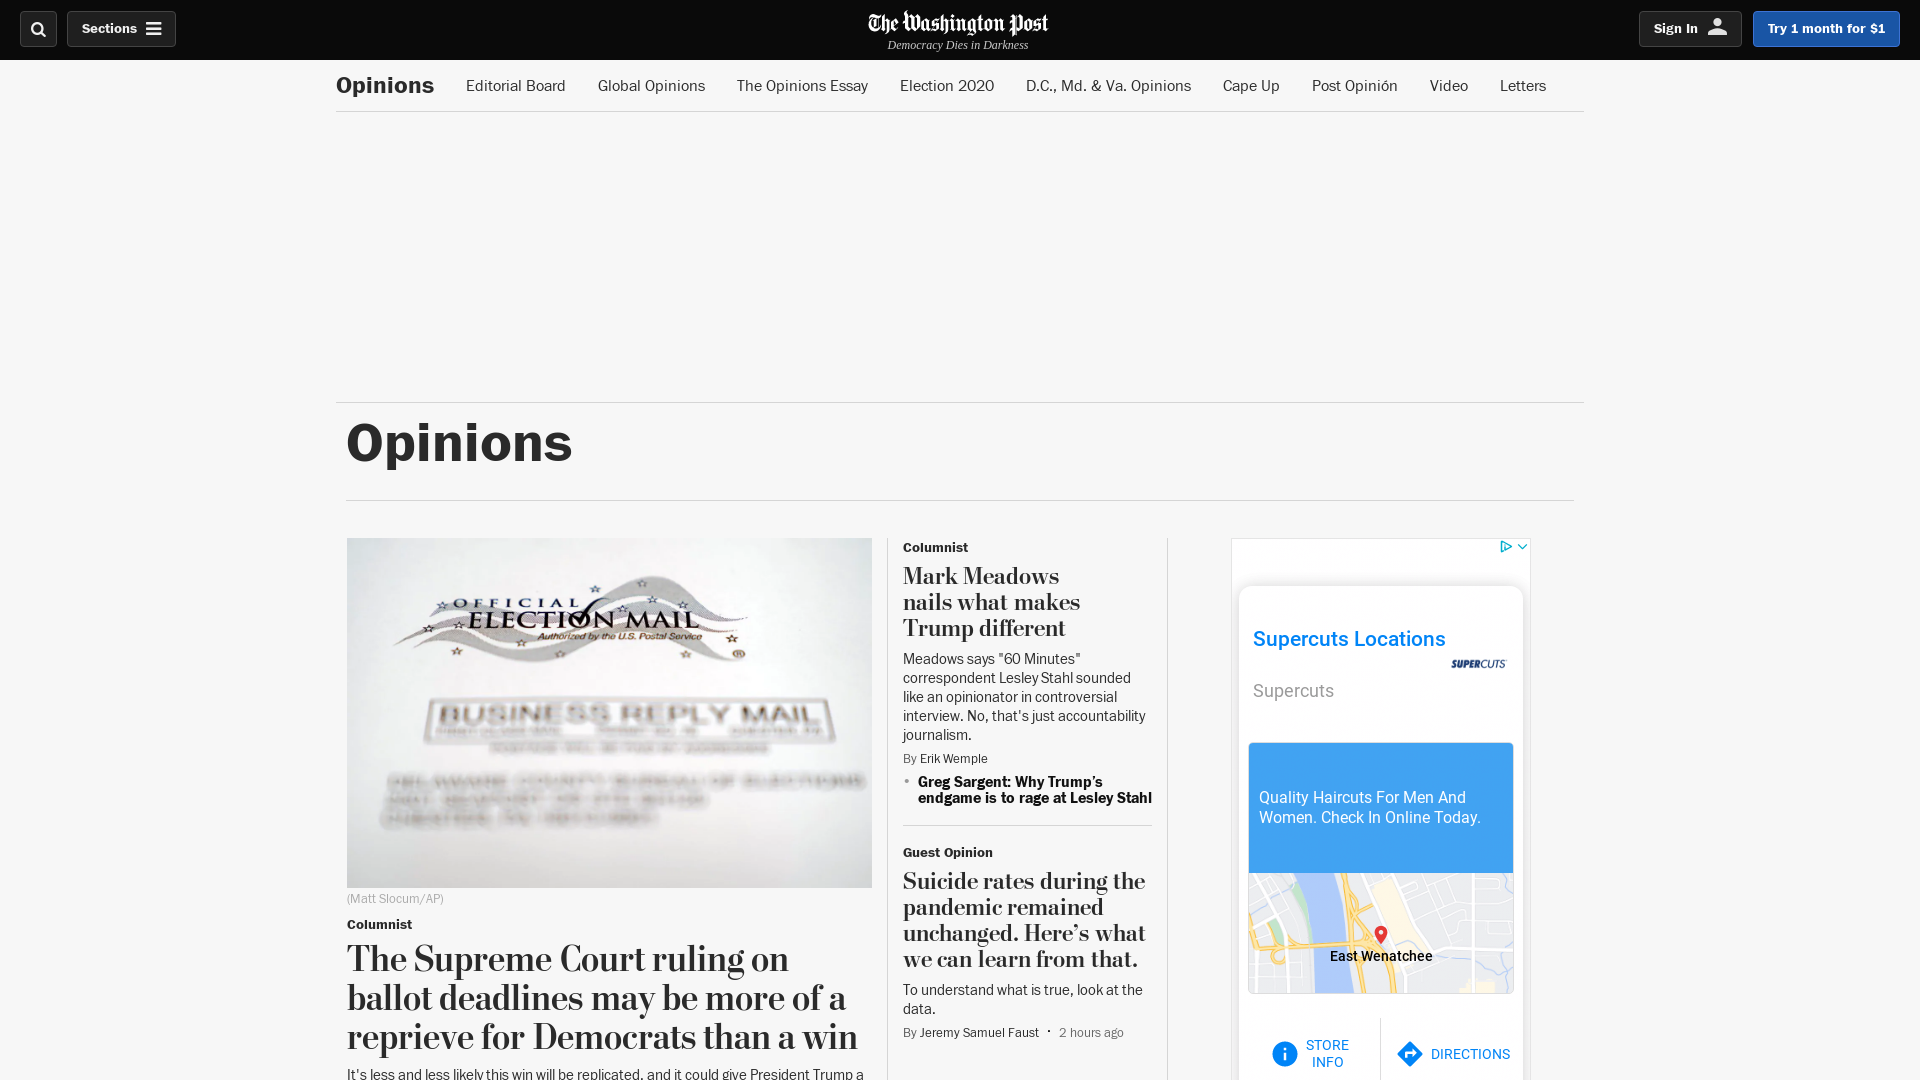 Sections
The Washington Post
Democracy Dies in Darkness
Sign In
Try 1 month for $1
Opinions
Editorial Board
Global Opinions
The Opinions Essay
Election 2020
D.C., Md. & Va. Opinions
Cape Up
Post Opinión
Video
Letters
Opinions
OFFICIAL
ELECTION MAIL
Authorized by the U.S. Postal Service
®
BUSINESS REPLY MAIL
(Matt Slocum/AP)
Columnist
The Supreme Court ruling on
ballot deadlines may be more of a
reprieve for Democrats than a win
It's less and less likely this win will be replicated, and it could give President Trump a
Columnist
Mark Meadows
nails what makes
Trump different
Meadows says "60 Minutes"
correspondent Lesley Stahl sounded
like an opinionator in controversial
interview. No, that's just accountability
journalism.
By Erik Wemple
• Greg Sargent: Why Trump’s
endgame is to rage at Lesley Stahl
Guest Opinion
Suicide rates during the
pandemic remained
unchanged. Here’s what
we can learn from that.
To understand what is true, look at the
data.
By Jeremy Samuel Faust · 2 hours ago
Supercuts Locations
SUPERCUTS
Supercuts
Quality Haircuts For Men And
Women. Check In Online Today.
East Wenatchee
STORE
INFO
DIRECTIONS